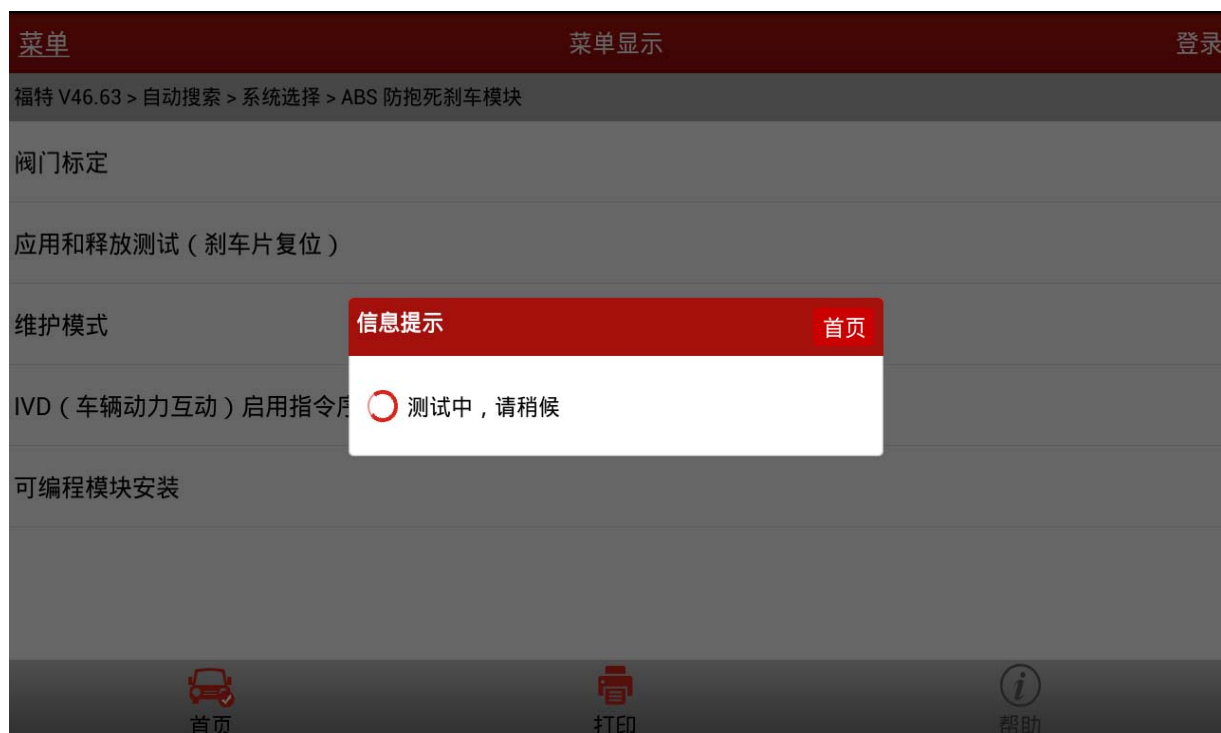 菜单 菜单显示 登录
福特 V46.63 > 自动搜索 > 系统选择 > ABS 防抱死刹车模块
阀门标定
应用和释放测试（刹车片复位）
维护模式
信息提示 首页
IVD（车辆动力互动）启用指令序
测试中，请稍候
可编程模块安装
首页 打印 帮助